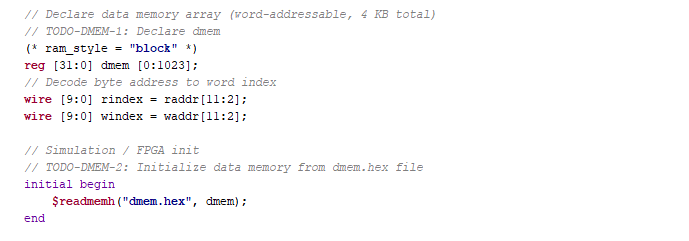 // Declare data memory array (word-addressable, 4 KB total)
// TODO-DMEM-1: Declare dmem
(* ram_style = "block" *)
reg [31:0] dmem [0:1023];
// Decode byte address to word index
wire [9:0] rindex = raddr[11:2];
wire [9:0] windex = waddr[11:2];
// Simulation / FPGA init
// TODO-DMEM-2: Initialize data memory from dmem.hex file
initial begin
$readmemh("dmem.hex", dmem);
end